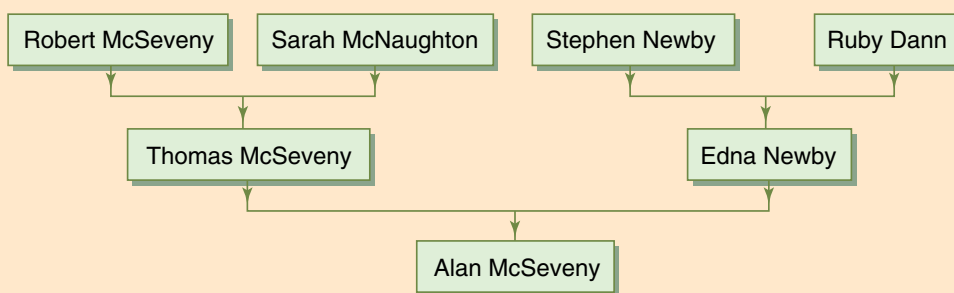 Robert McSeveny
Sarah McNaughton
Stephen Newby
Ruby Dann
Thomas McSeveny
Edna Newby
Alan McSeveny